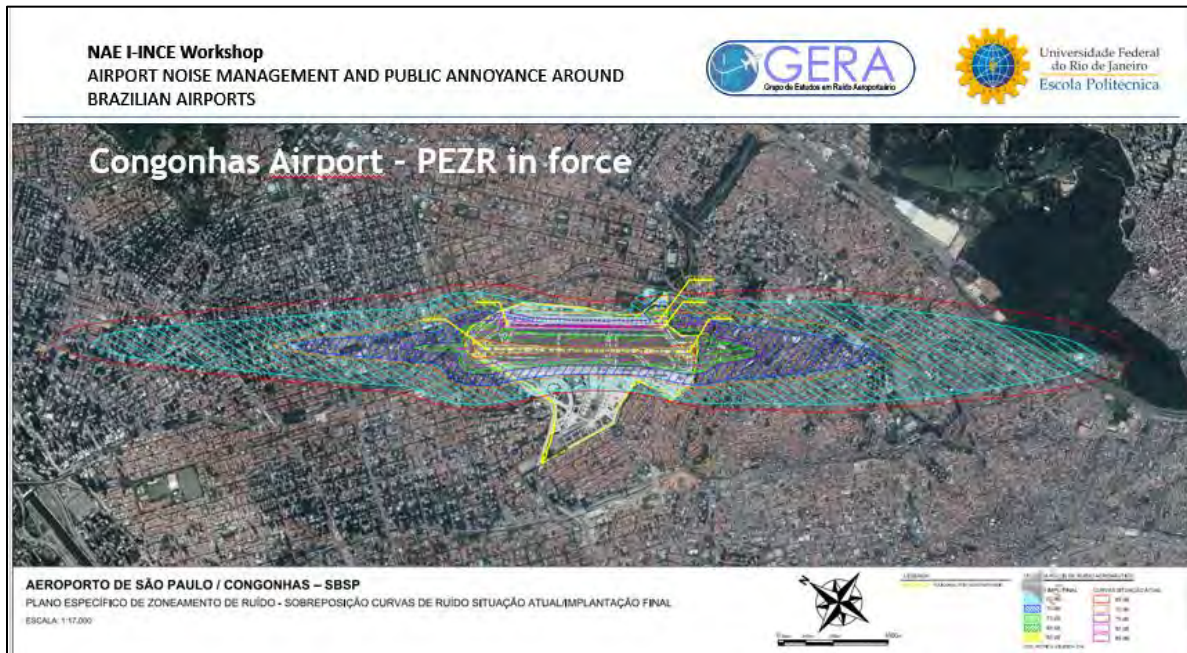 NAE I-INCE Workshop
AIRPORT NOISE MANAGEMENT AND PUBLIC ANNOYANCE AROUND
BRAZILIAN AIRPORTS
GERA
Grupo de Estudos em Ruído Aeroportuário
Universidade Federal
do Rio de Janeiro
Escola Politécnica
Congonhas Airport - PEZR in force
AEROPORTO DE SÃO PAULO / CONGONHAS – SBSP
PLANO ESPECÍFICO DE ZONEAMENTO DE RUÍDO - SOBREPOSIÇÃO CURVAS DE RUÍDO SITUAÇÃO ATUAL/IMPLANTAÇÃO FINAL
ESCALA: 1:17.000
N